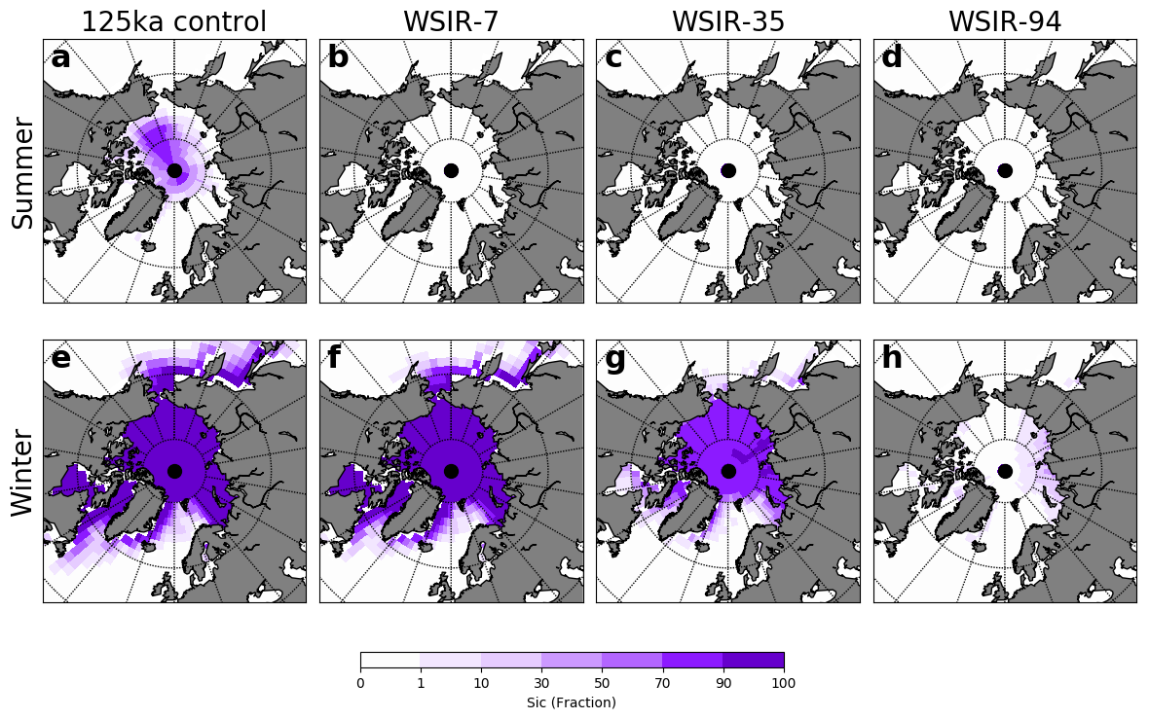 125ka control WSIR-7 WSIR-35 WSIR-94
Summer
a b c d
Winter
e f g h
0 1 10 30 50 70 90 100
Sic (Fraction)